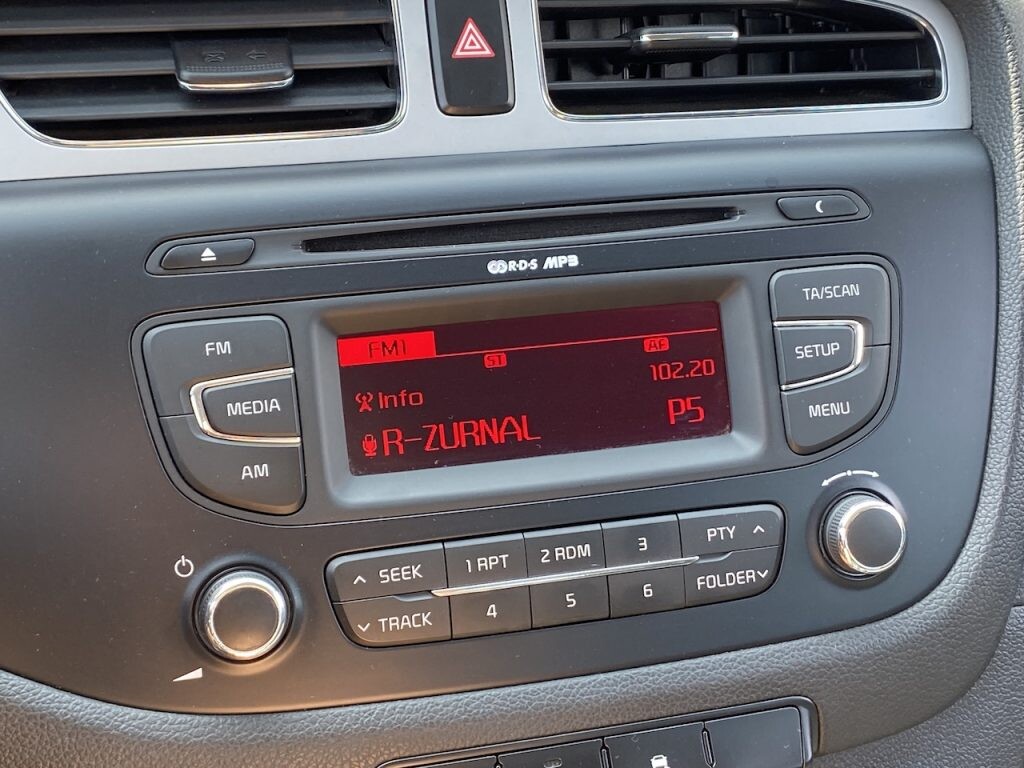 R·D·S MP3
TA/SCAN
SETUP
MENU
FM
MEDIA
AM
FM1
ST
AF
102.20
Info
R-ZURNAL
P5
SEEK
TRACK
1 RPT
2 RDM
3
4
5
6
PTY
FOLDER